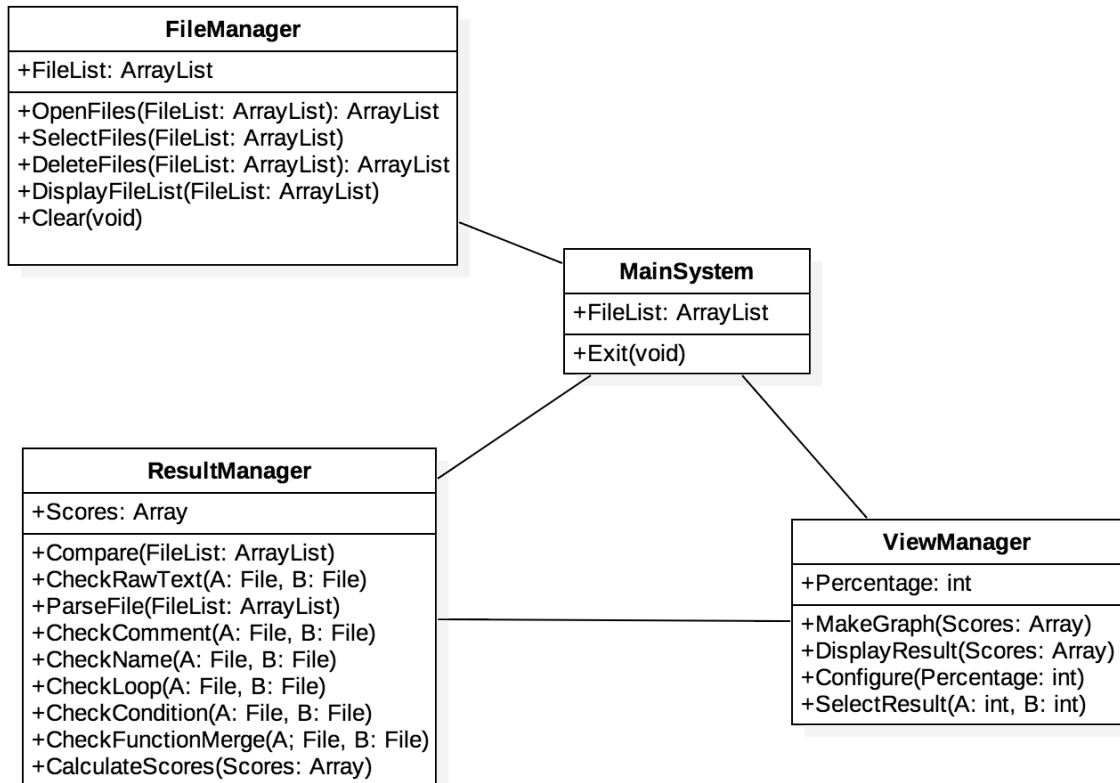 FileManager
+FileList: ArrayList
+OpenFiles(FileList: ArrayList): ArrayList
+SelectFiles(FileList: ArrayList)
+DeleteFiles(FileList: ArrayList): ArrayList
+DisplayFileList(FileList: ArrayList)
+Clear(void)
MainSystem
+FileList: ArrayList
+Exit(void)
ResultManager
+Scores: Array
+Compare(FileList: ArrayList)
+CheckRawText(A: File, B: File)
+ParseFile(FileList: ArrayList)
+CheckComment(A: File, B: File)
+CheckName(A: File, B: File)
+CheckLoop(A: File, B: File)
+CheckCondition(A: File, B: File)
+CheckFunctionMerge(A; File, B: File)
+CalculateScores(Scores: Array)
ViewManager
+Percentage: int
+MakeGraph(Scores: Array)
+DisplayResult(Scores: Array)
+Configure(Percentage: int)
+SelectResult(A: int, B: int)